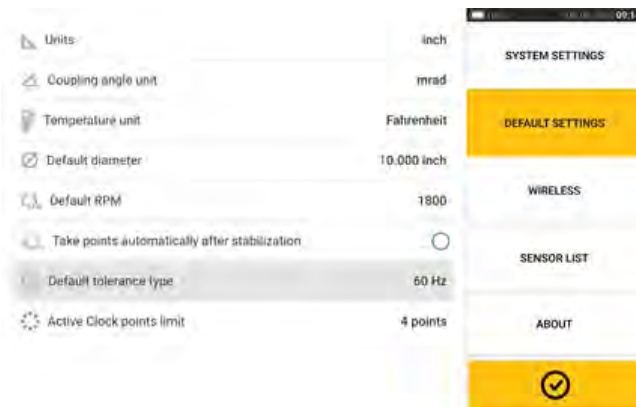 Units inch
Coupling angle unit mrad
Temperature unit Fahrenheit
Default diameter 10.000 inch
Default RPM 1800
Take points automatically after stabilization
Default tolerance type 60 Hz
Active Clock points limit 4 points
SYSTEM SETTINGS
DEFAULT SETTINGS
WIRELESS
SENSOR LIST
ABOUT